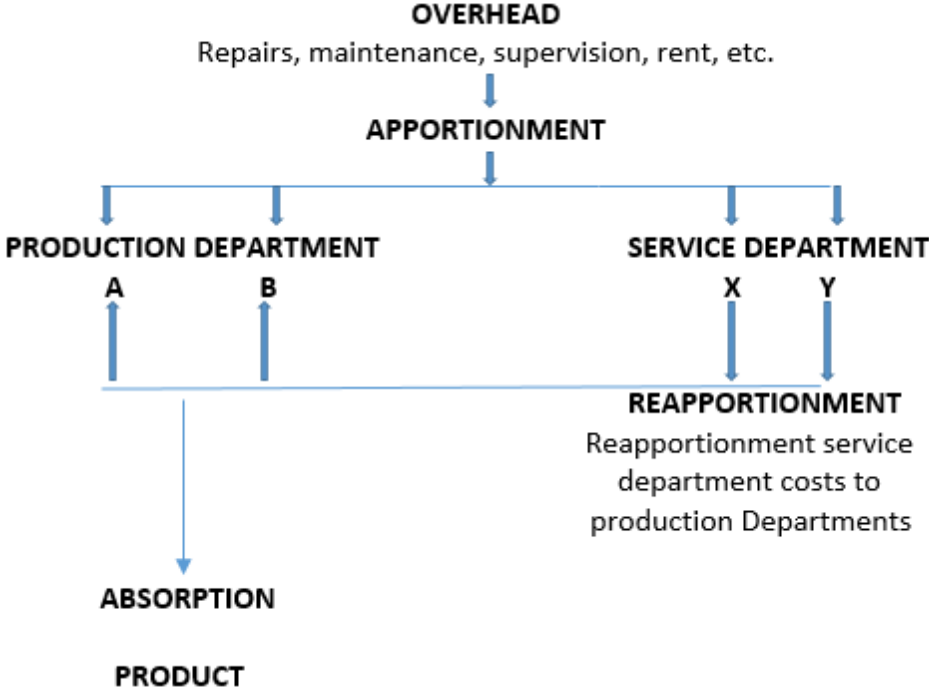 OVERHEAD
Repairs, maintenance, supervision, rent, etc.
APPORTIONMENT
PRODUCTION DEPARTMENT
A B
SERVICE DEPARTMENT
X Y
REAPPORTIONMENT
Reapportionment service
department costs to
production Departments
ABSORPTION
PRODUCT